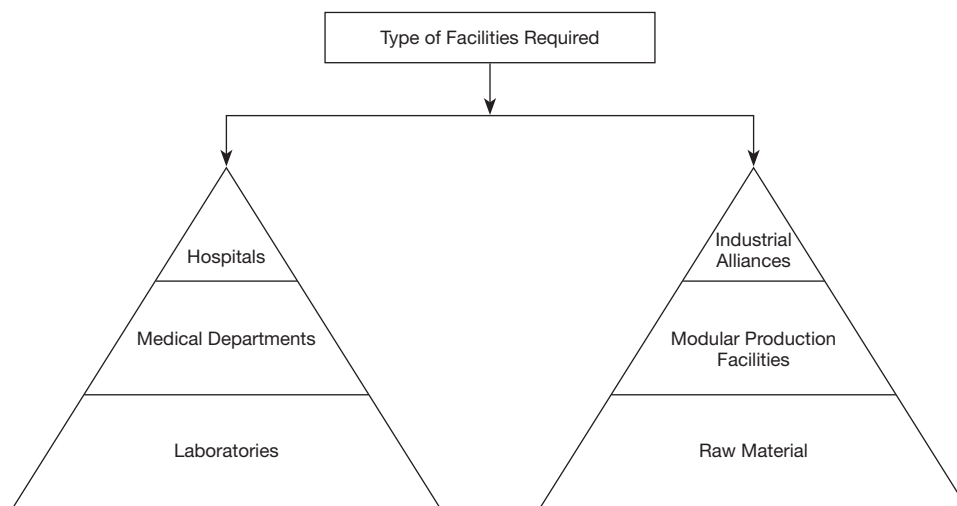 Type of Facilities Required
Hospitals
Medical Departments
Laboratories
Industrial
Alliances
Modular Production
Facilities
Raw Material